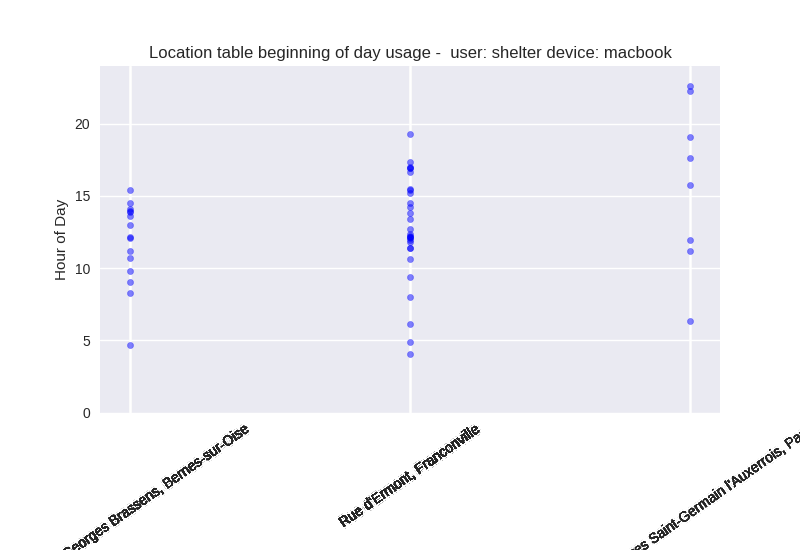 Location table beginning of day usage -  user: shelter device: macbook
Hour of Day
20
15
10
5
0
Georges Brassens, Bernes-sur-Oise
Rue d'Ermont, Franconville
Saint-Germain l'Auxerrois,